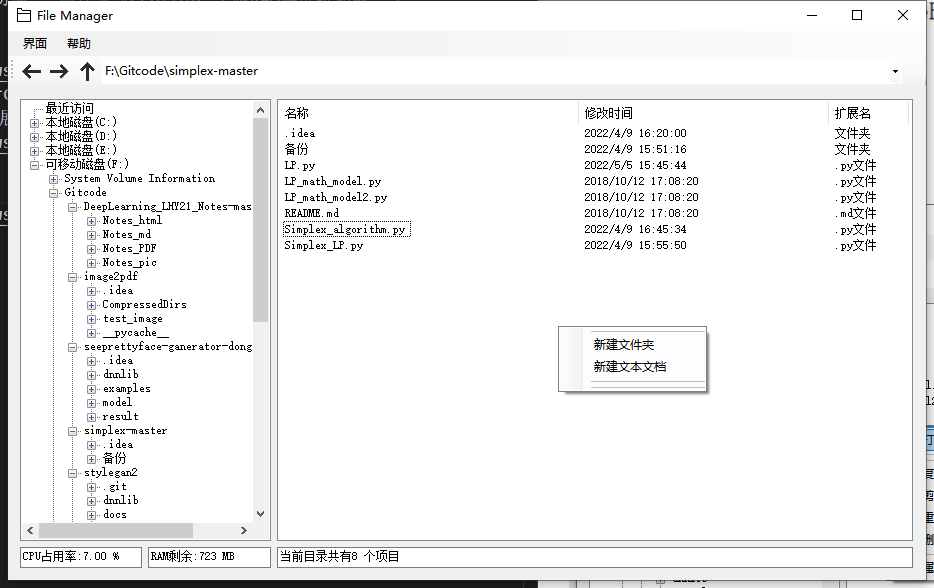 File Manager
界面 帮助
F:\Gitcode\simplex-master
最近访问
本地磁盘(C:)
本地磁盘(D:)
本地磁盘(E:)
可移动磁盘(F:)
System Volume Information
Gitcode
DeepLearning_LHY21_Notes-mas
Notes_html
Notes_md
Notes_PDF
Notes_pic
image2pdf
.idea
CompressedDirs
test_image
__pycache__
seeprettyface-ganerator-dong
.idea
dnnlib
examples
model
result
simplex-master
.idea
备份
stylegan2
.git
dnnlib
docs
名称 修改时间 扩展名
.idea 2022/4/9 16:20:00 文件夹
备份 2022/4/9 15:51:16 文件夹
LP.py 2022/5/5 15:45:44 .py文件
LP_math_model.py 2018/10/12 17:08:20 .py文件
LP_math_model2.py 2018/10/12 17:08:20 .py文件
README.md 2018/10/12 17:08:20 .md文件
Simplex_algorithm.py 2022/4/9 16:45:34 .py文件
Simplex_LP.py 2022/4/9 15:55:50 .py文件
新建文件夹
新建文本文档
CPU占用率:7.00 % RAM剩余:723 MB 当前目录共有8 个项目